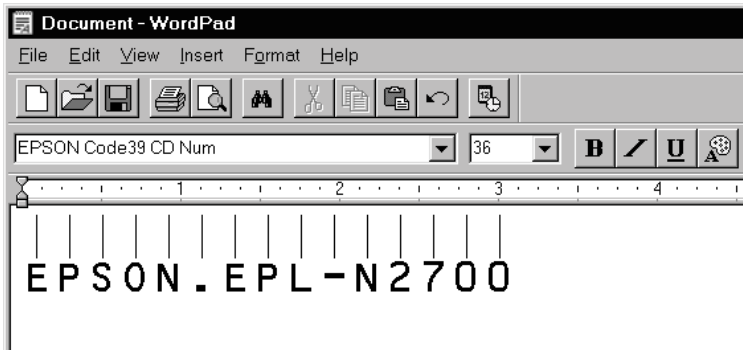 Document - WordPad
File Edit View Insert Format Help
12
EPSON Code39 CD Num 36 B I U A
1 2 3 4
EPSON.EPL-N2700